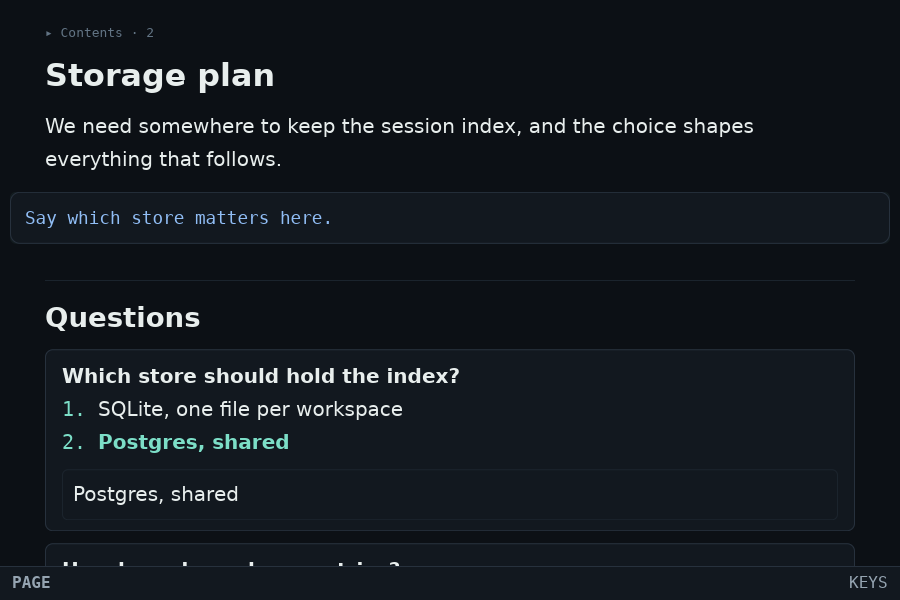 ▸ Contents · 2
Storage plan
We need somewhere to keep the session index, and the choice shapes
everything that follows.
Say which store matters here.
Questions
Which store should hold the index?
1. SQLite, one file per workspace
2. Postgres, shared
Postgres, shared
PAGE
KEYS